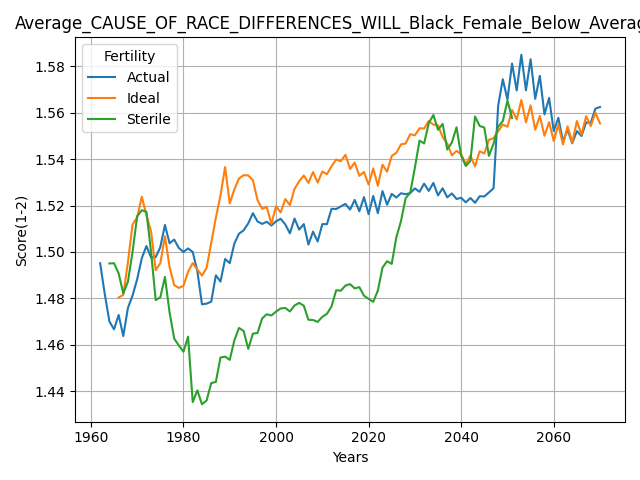 Average_CAUSE_OF_RACE_DIFFERENCES_WILL_Black_Female_Below_Averag
Fertility
Actual
Ideal
Sterile
1.58
1.56
1.54
1.52
1.50
1.48
1.46
1.44
Score(1-2)
1960
1980
2000
2020
2040
2060
Years